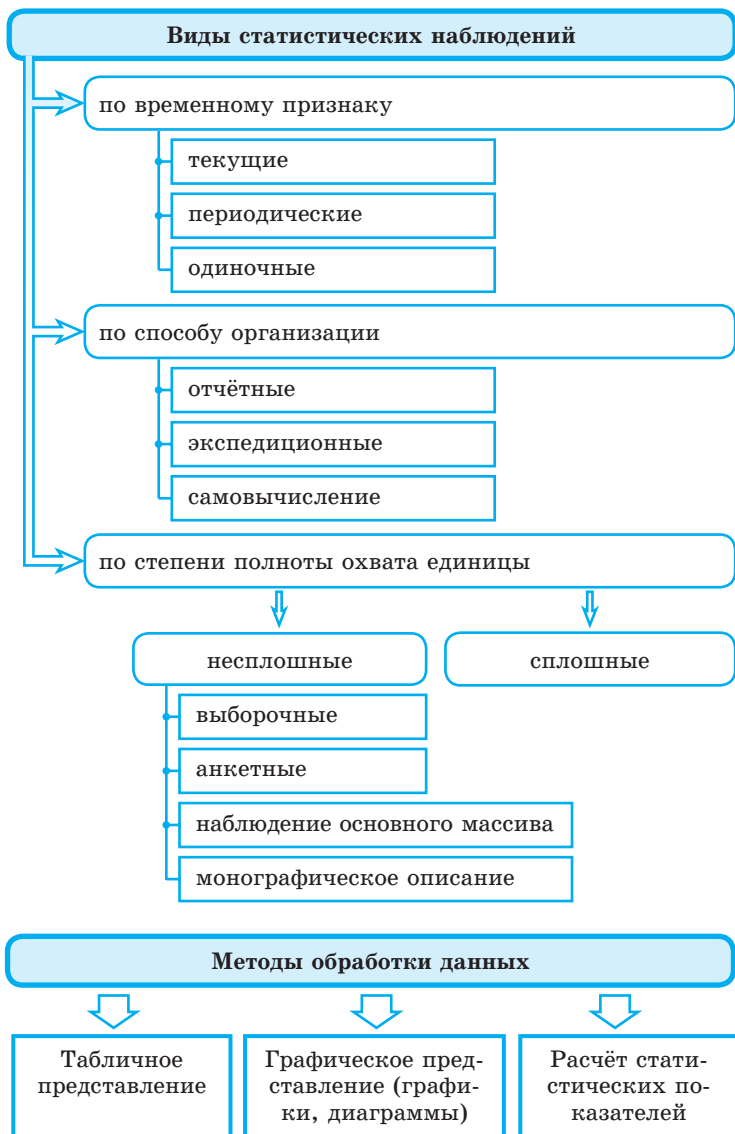 Виды статистических наблюдений
по временному признаку
текущие
периодические
одиночные
по способу организации
отчётные
экспедиционные
самовычисление
по степени полноты охвата единицы
несплошные
сплошные
выборочные
анкетные
наблюдение основного массива
монографическое описание
Методы обработки данных
Табличное
представление
Графическое пред-
ставление (графи-
ки, диаграммы)
Расчёт стати-
стических по-
казателей